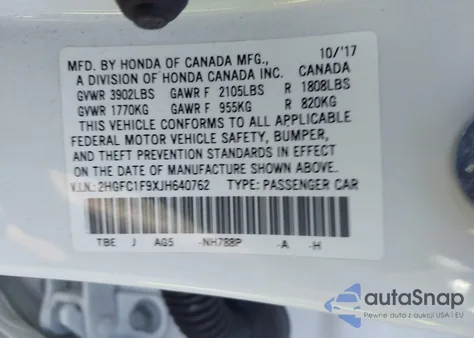 MFD. BY HONDA OF CANADA MFG., 10/'17
A DIVISION OF HONDA CANADA INC. CANADA
GVWR 3902LBS GAWR F 2105LBS R 1808LBS
GVWR 1770KG GAWR F 955KG R 820KG
THIS VEHICLE CONFORMS TO ALL APPLICABLE
FEDERAL MOTOR VEHICLE SAFETY, BUMPER,
AND THEFT PREVENTION STANDARDS IN EFFECT
ON THE DATE OF MANUFACTURE SHOWN ABOVE.
V.I.N: 2HGFC1F9XJH640762 TYPE: PASSENGER CAR
TBE J AG5 -NH788P -A -H
autoSnap
Pewne auta z aukcji USA i EU